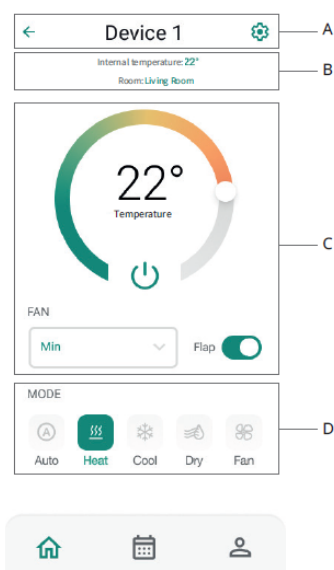 Device 1
A
Internal temperature: 22°
Room: Living Room
B
22°
Temperature
C
FAN
Min
Flap
MODE
A
Auto Heat Cool Dry Fan
D